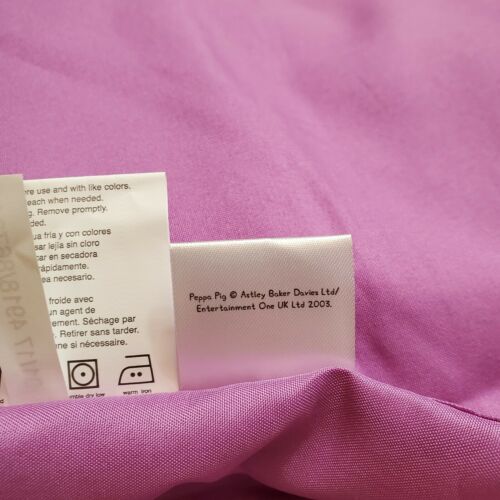 re use and with like colors.
each when needed.
g. Remove promptly.
ded.
ua fría y con colores
sar lejía sin cloro
car en secadora
rápidamente.
ea necesario.
froide avec
un agent de
ement. Séchage par
Retirer sans tarder.
ne si nécessaire.
mble dry low
warm iron
Peppa Pig © Astley Baker Davies Ltd/
Entertainment One UK Ltd 2003.